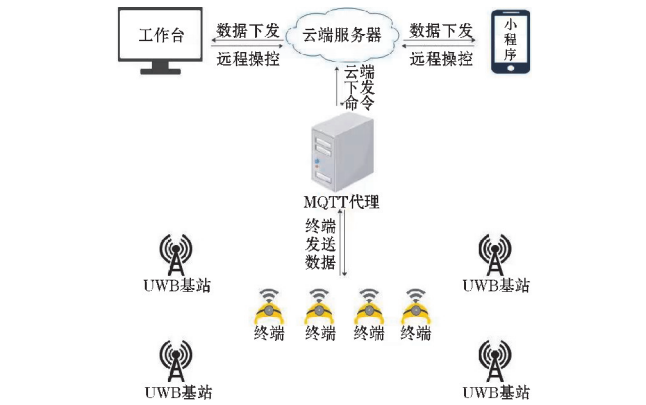 工作台
数据下发
远程操控
云端服务器
数据下发
远程操控
小
程
序
云端
下发
命令
MQTT代理
终端
发送
数据
UWB基站
UWB基站
终端
终端
终端
终端
UWB基站
UWB基站